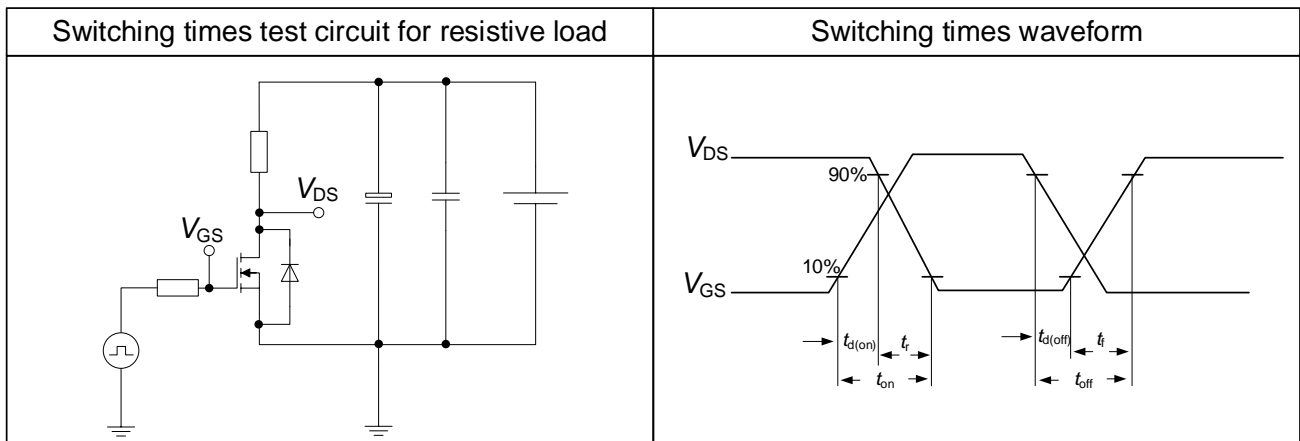 Switching times test circuit for resistive load
Switching times waveform
VDS
VGS
VDS
90%
10%
VGS
td(on)
tr
td(off)
tf
ton
toff